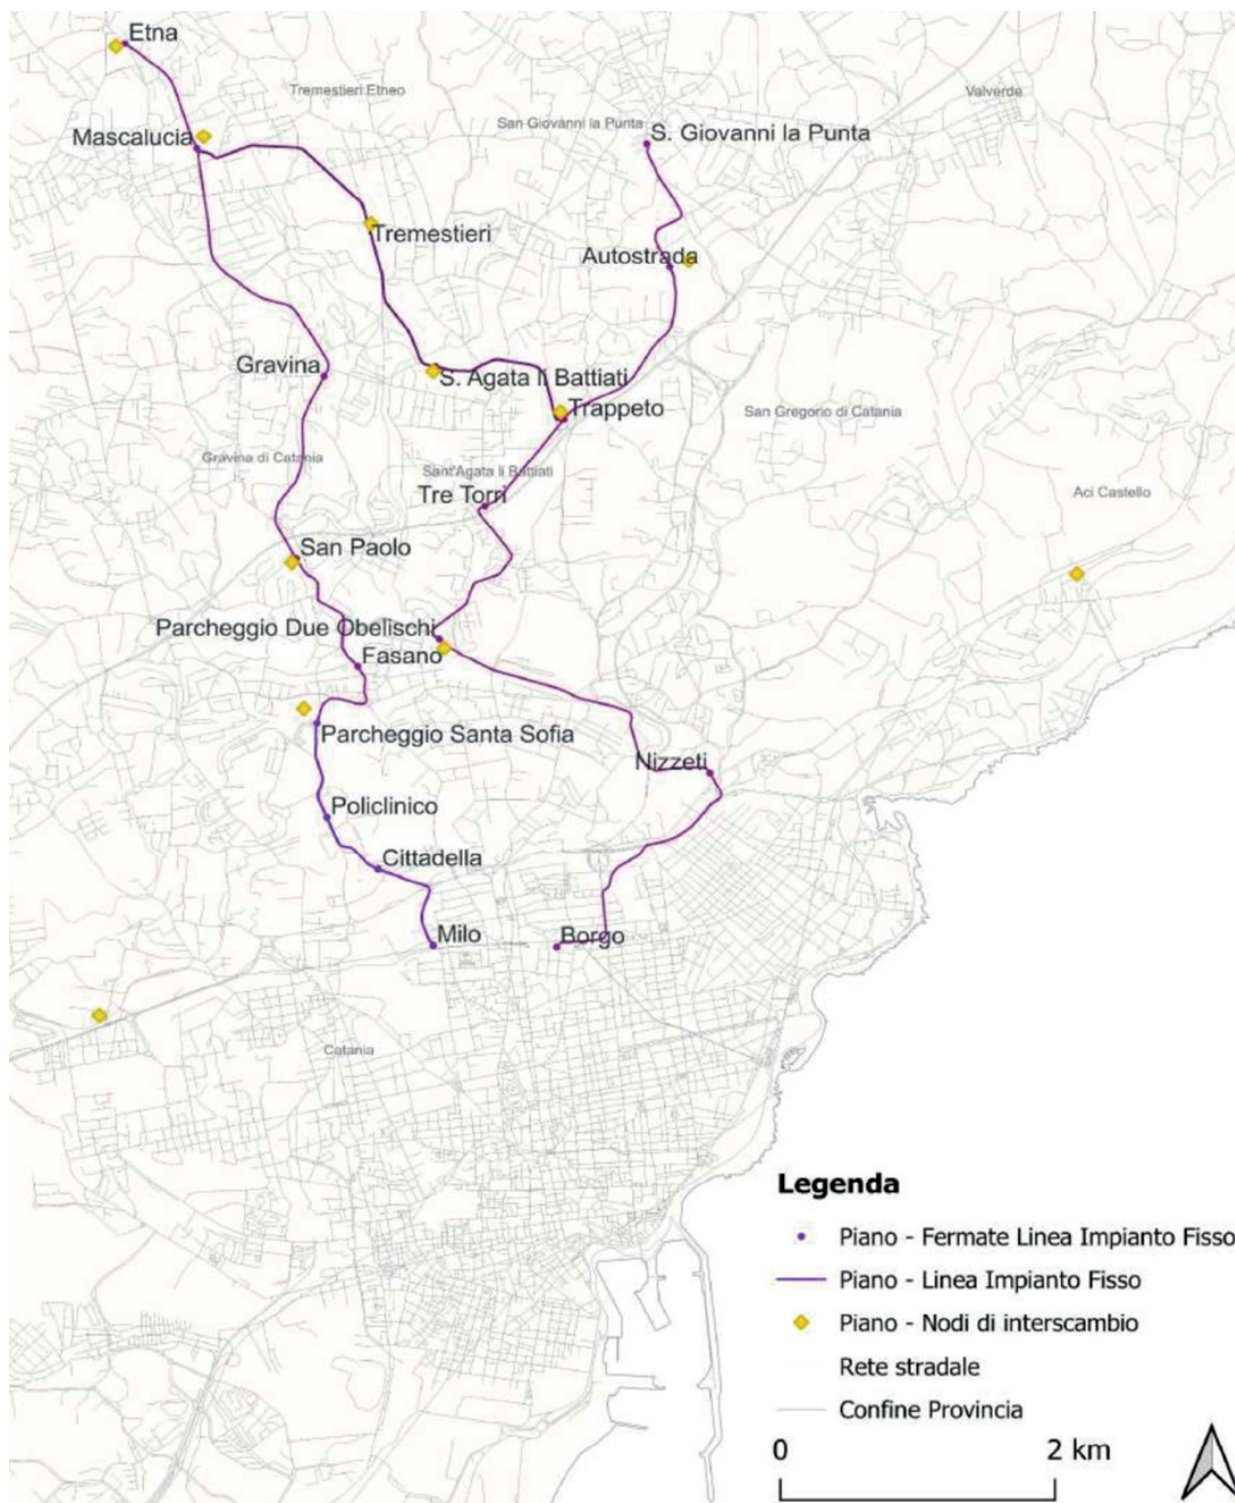 Etna
Tremestieri Etneo
Valverde
San Giovanni la Punta
S. Giovanni la Punta
Mascalucia
Tremestieri
Autostrada
Gravina
S. Agata li Battiati
Trappeto
San Gregorio di Catania
Gravina di Catania
Sant'Agata li Battiati
Tre Torri
Aci Castello
San Paolo
Parcheggio Due Obelischi
Fasano
Parcheggio Santa Sofia
Nizzeti
Policlinico
Cittadella
Milo
Borgo
Catania
Legenda
Piano - Fermate Linea Impianto Fisso
Piano - Linea Impianto Fisso
Piano - Nodi di interscambio
Rete stradale
Confine Provincia
0 2 km